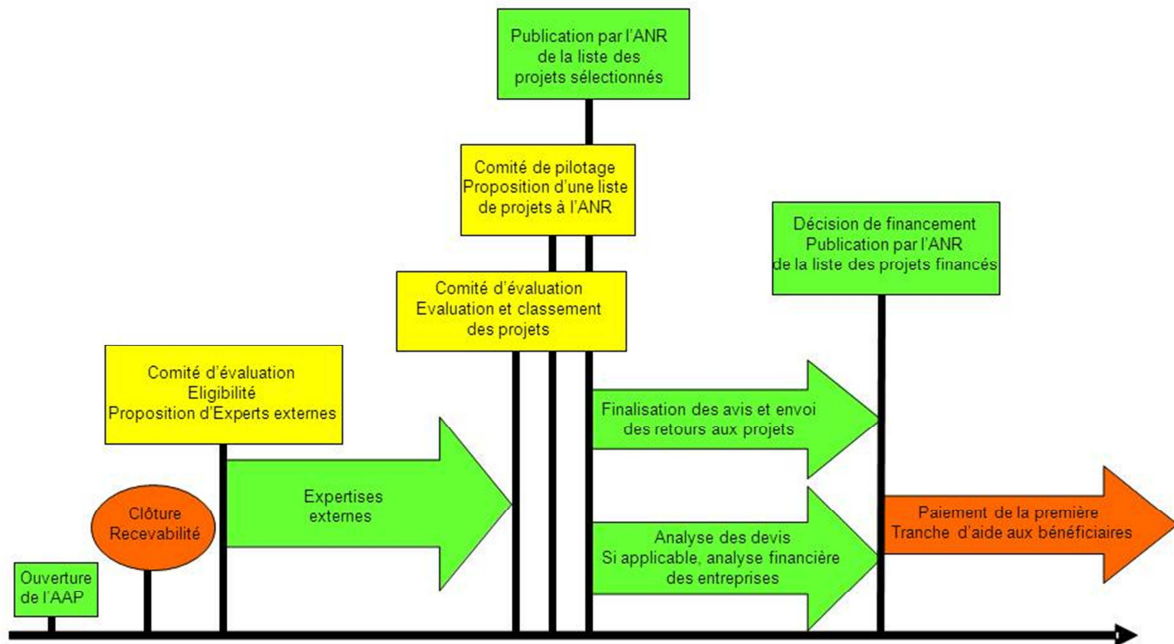 Publication par l'ANR
de la liste des
projets sélectionnés
Comité de pilotage
Proposition d'une liste
de projets à l'ANR
Décision de financement
Publication par l'ANR
de la liste des projets financés
Comité d'évaluation
Evaluation et classement
des projets
Comité d'évaluation
Eligibilité
Proposition d'Experts externes
Finalisation des avis et envoi
des retours aux projets
Expertises
externes
Clôture
Recevabilité
Analyse des devis
Si applicable, analyse financière
des entreprises
Paiement de la première
Tranche d'aide aux bénéficiaires
Ouverture
de l'AAP